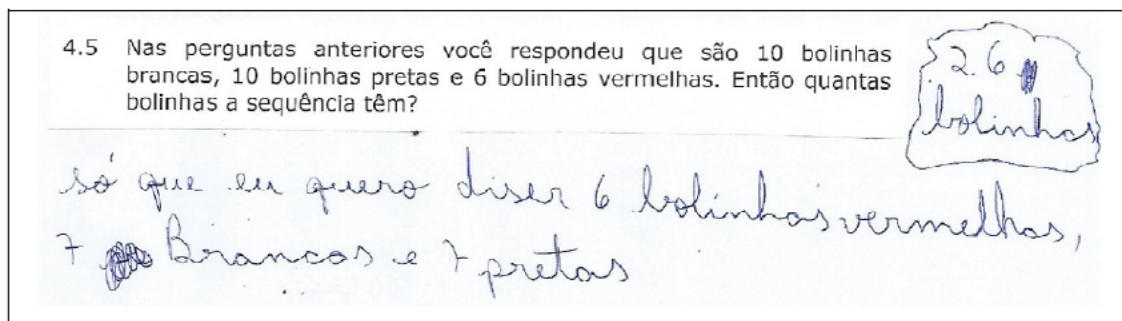 4.5 Nas perguntas anteriores você respondeu que são 10 bolinhas
brancas, 10 bolinhas pretas e 6 bolinhas vermelhas. Então quantas
bolinhas a sequência têm?
26
bolinhas
só que eu quero diser 6 bolinhas vermelhas,
7 Brancas e 7 pretas